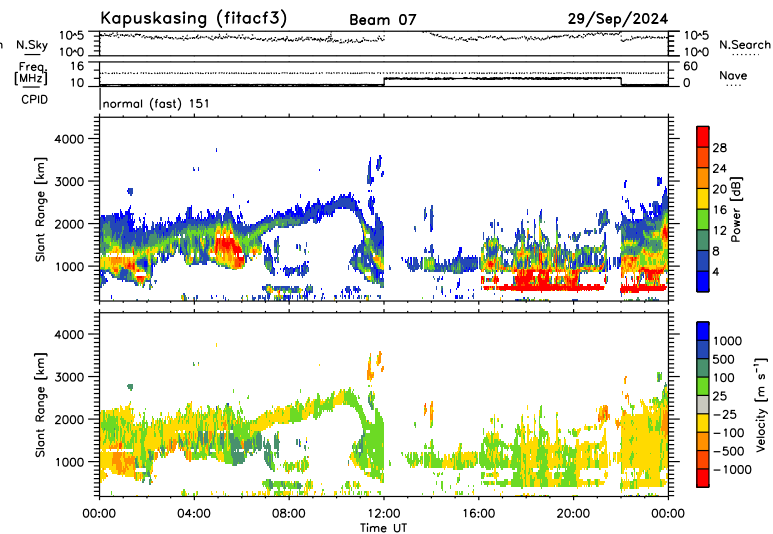 Kapuskasing (fitacf3) Beam 07 29/Sep/2024
N.Sky 10^5 10^5 N.Search
10^0 10^0
Freq. [MHz] 16 60 Nave
10 0
CPID normal (fast) 151
Slant Range [km]
4000
3000
2000
1000
28
24
20
16
12
8
4
Power [dB]
Slant Range [km]
4000
3000
2000
1000
1000
500
100
25
-25
-100
-500
-1000
Velocity [m s^-1]
00:00 04:00 08:00 12:00 16:00 20:00 00:00
Time UT